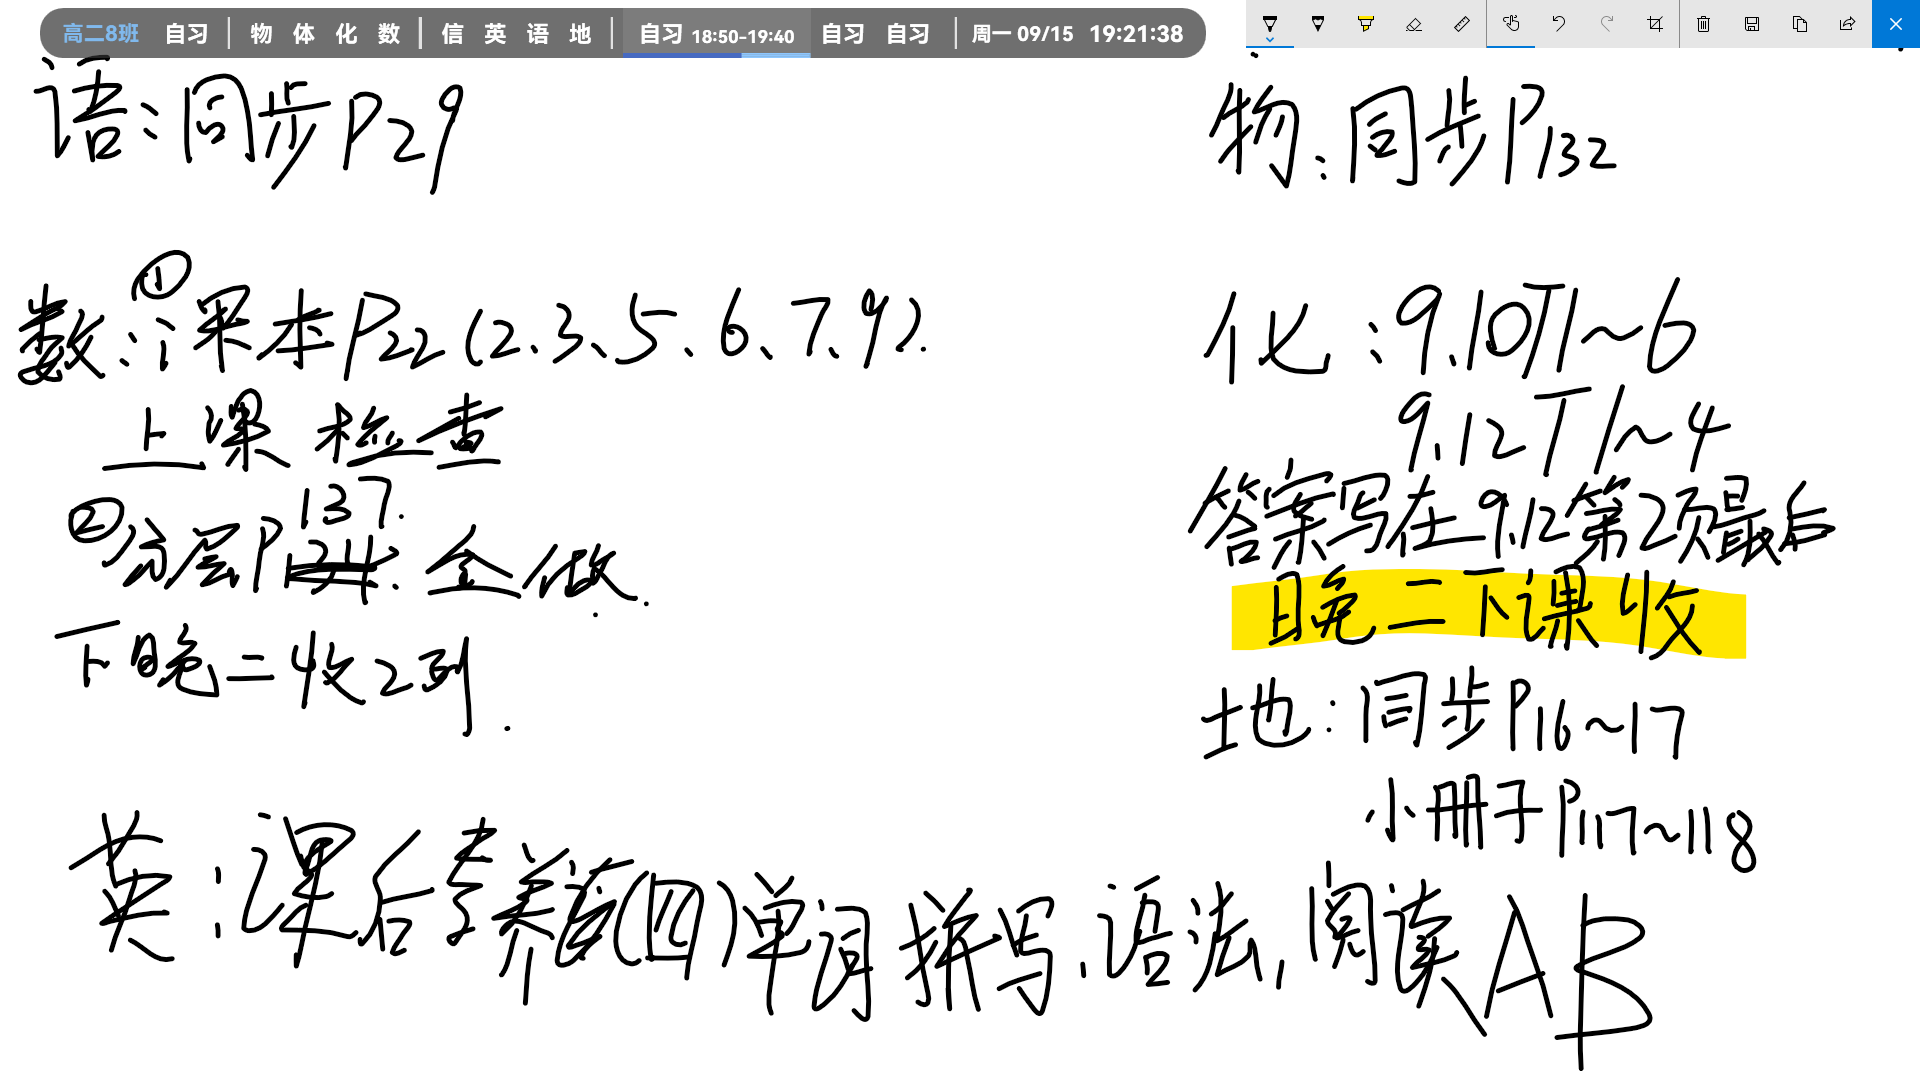 高二8班 自习 | 物 体 化 数 | 信 英 语 地 | 自习 18:50-19:40 自习 自习 | 周一 09/15 19:21:38
语:同步P29
数:①课本P22(2、3、5、6、7、9).
上课检查
②分层P137. 全做.
下晚二收2列.
英:课后素养(四)单词拼写、语法,阅读AB
物:同步P132
化:9.10T1~6
9.12T1~4
答案写在9.12第2项最后
晚二下课收
地:同步P16~17
小册子P117~118